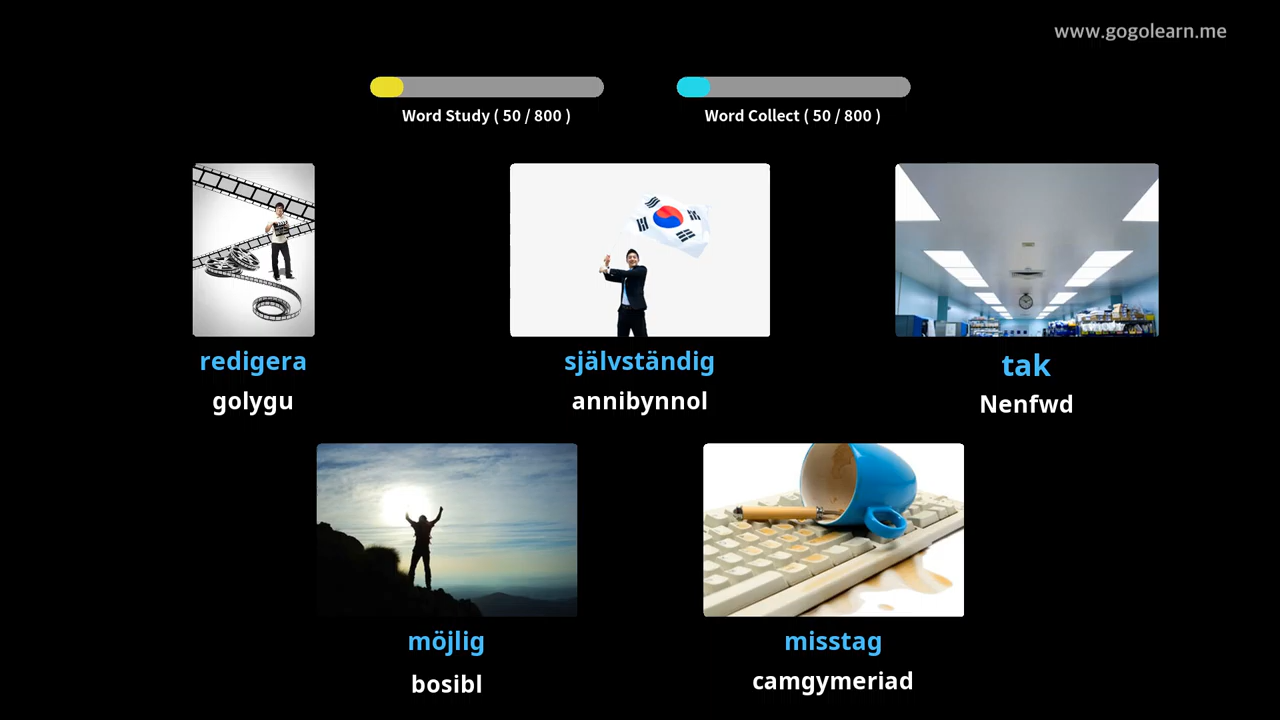 www.gogolearn.me
Word Study ( 50 / 800 )
Word Collect ( 50 / 800 )
redigera
golygu
självständig
annibynnol
tak
Nenfwd
möjlig
bosibl
misstag
camgymeriad